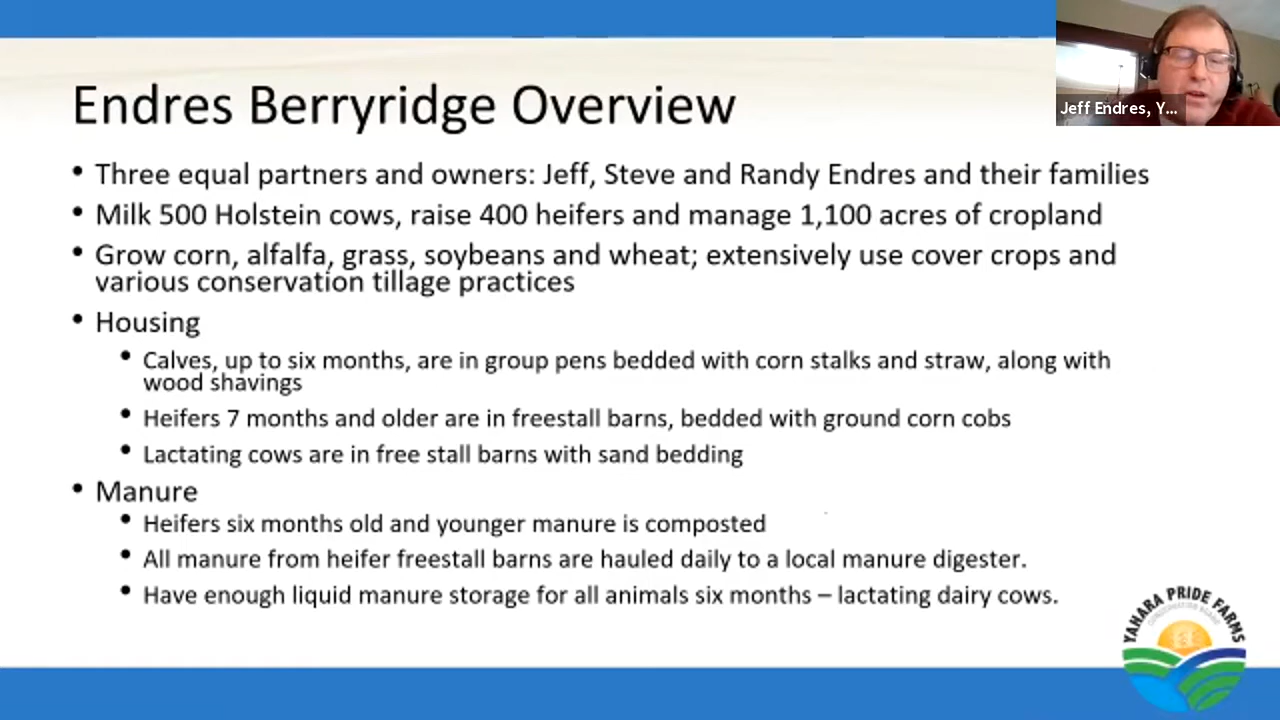 Endres Berryridge Overview
Jeff Endres, Y...
• Three equal partners and owners: Jeff, Steve and Randy Endres and their families
• Milk 500 Holstein cows, raise 400 heifers and manage 1,100 acres of cropland
• Grow corn, alfalfa, grass, soybeans and wheat; extensively use cover crops and
various conservation tillage practices
• Housing
• Calves, up to six months, are in group pens bedded with corn stalks and straw, along with
wood shavings
• Heifers 7 months and older are in freestall barns, bedded with ground corn cobs
• Lactating cows are in free stall barns with sand bedding
• Manure
• Heifers six months old and younger manure is composted
• All manure from heifer freestall barns are hauled daily to a local manure digester.
• Have enough liquid manure storage for all animals six months – lactating dairy cows.
YAHARA PRIDE FARMS
CONSERVATION BOARD